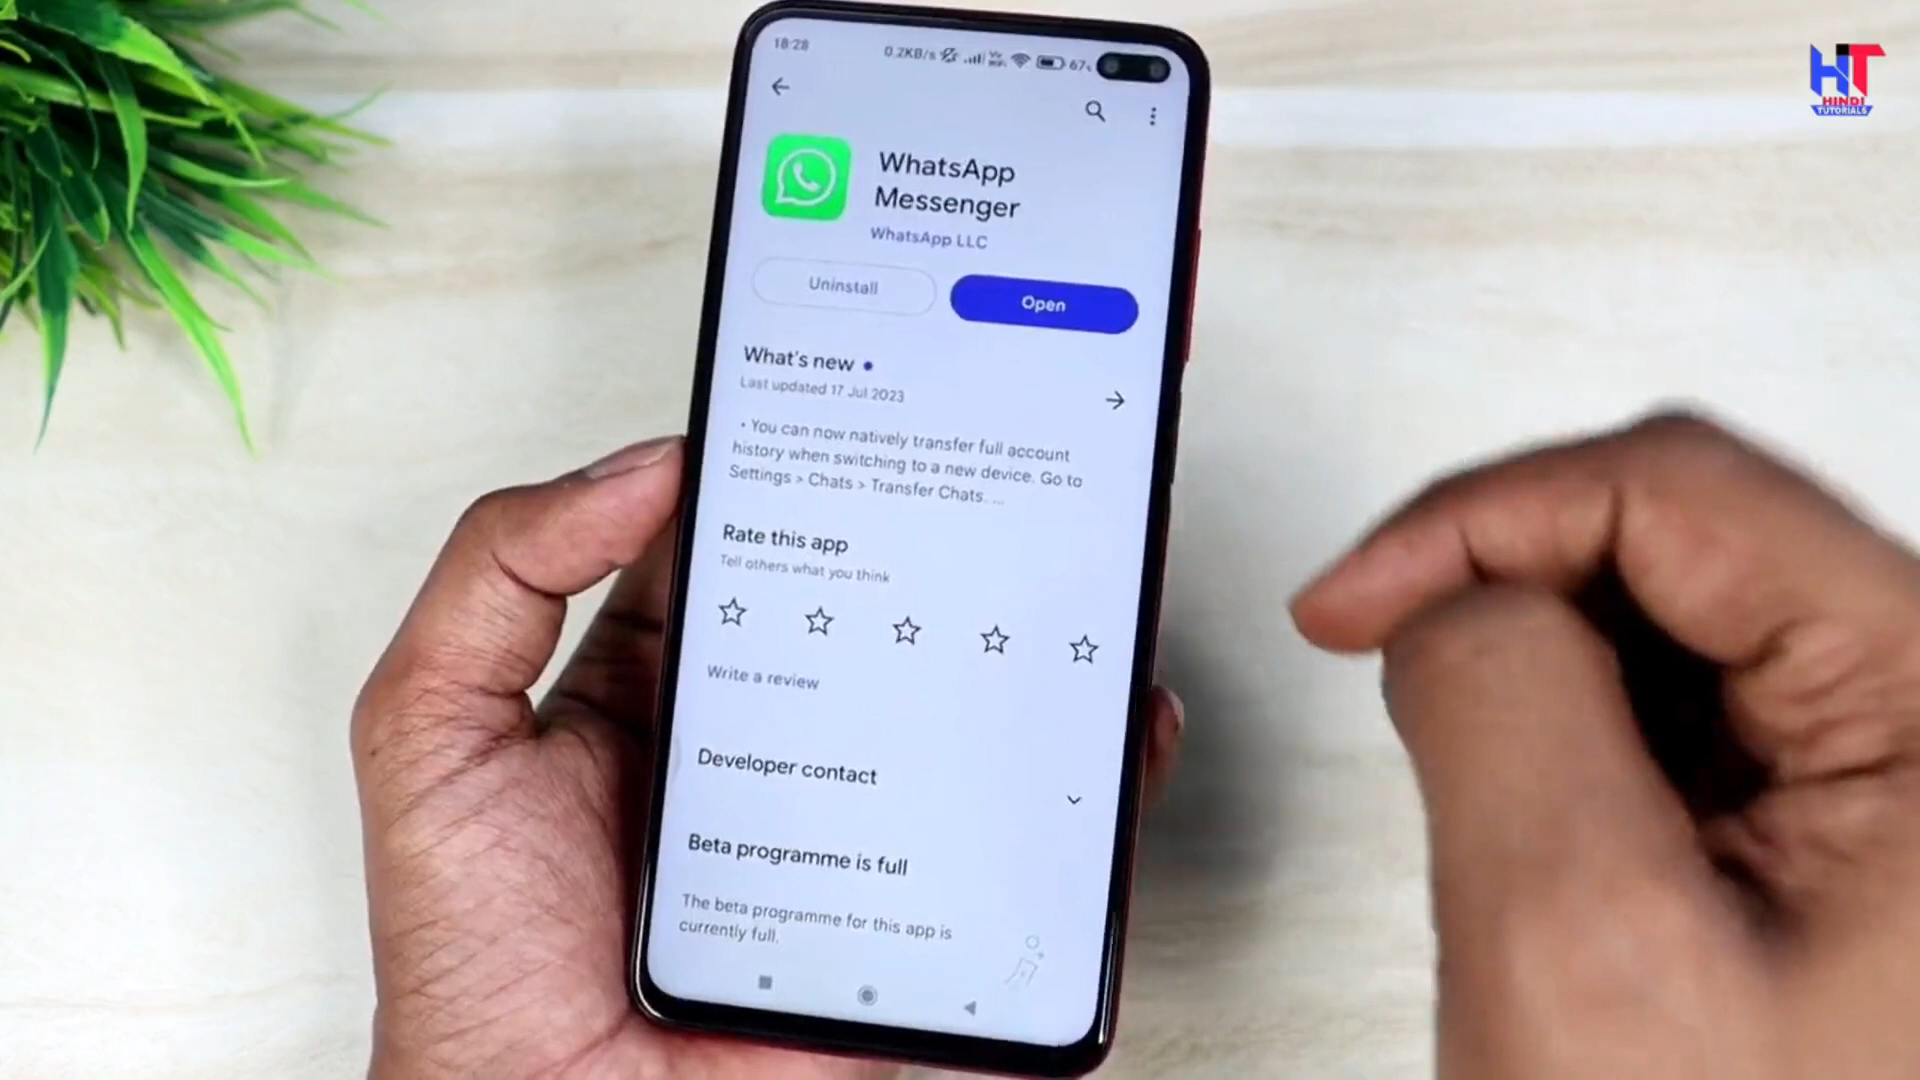 18:28
0.2KB/s
67
WhatsApp
Messenger
WhatsApp LLC
Uninstall
Open
What's new
Last updated 17 Jul 2023
• You can now natively transfer full account
history when switching to a new device. Go to
Settings > Chats > Transfer Chats. ...
Rate this app
Tell others what you think
Write a review
Developer contact
Beta programme is full
The beta programme for this app is
currently full.
HT
HINDI
TUTORIALS